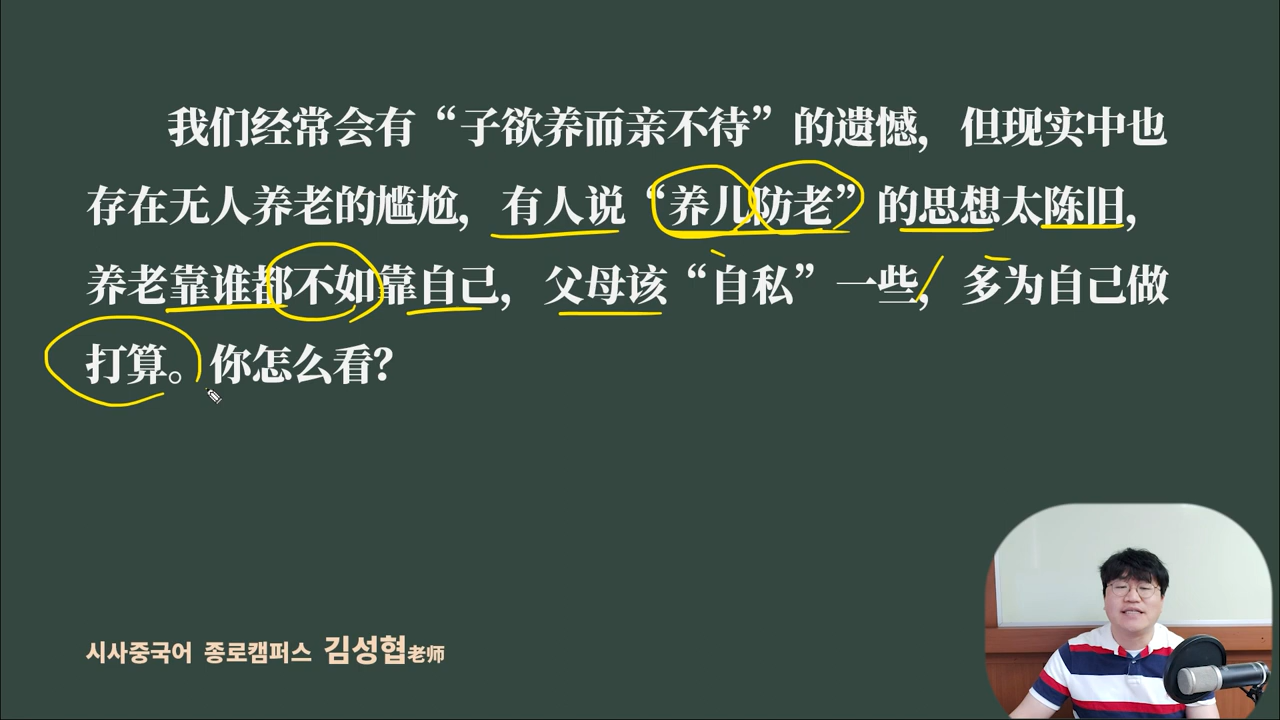 我们经常会有“子欲养而亲不待”的遗憾，但现实中也
存在无人养老的尴尬，有人说“养儿防老”的思想太陈旧，
养老靠谁都不如靠自己，父母该“自私”一些，多为自己做
打算。你怎么看？
시사중국어 종로캠퍼스 김성협老师